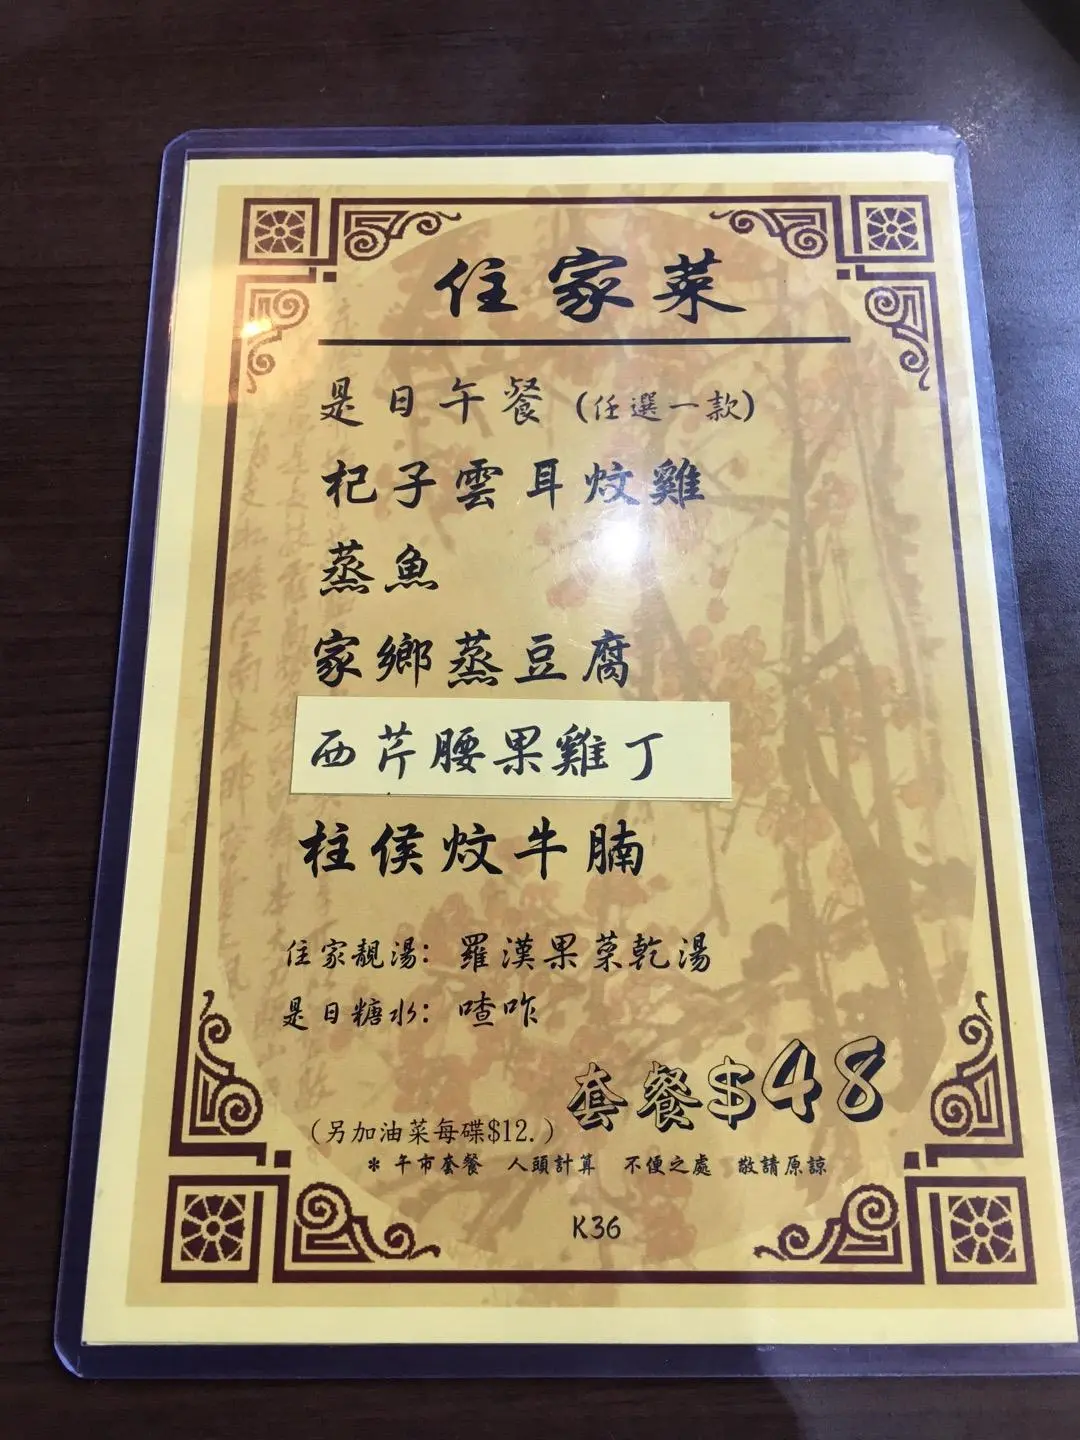 住家菜
是日午餐 (任選一款)
杞子雲耳炆雞
蒸魚
家鄉蒸豆腐
西芹腰果雞丁
柱侯炆牛腩
住家靚湯: 羅漢果菜乾湯
是日糖水: 喳咋
套餐$48
(另加油菜每碟$12.)
* 午市套餐 人頭計算 不便之處 敬請原諒
K36